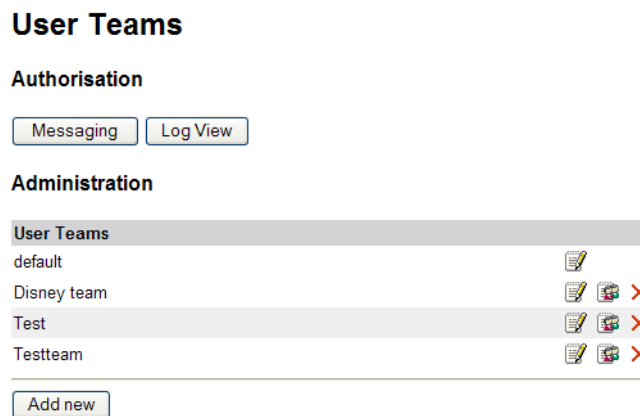 User Teams
Authorisation
Messaging Log View
Administration
User Teams
default
Disney team
Test
Testteam
Add new